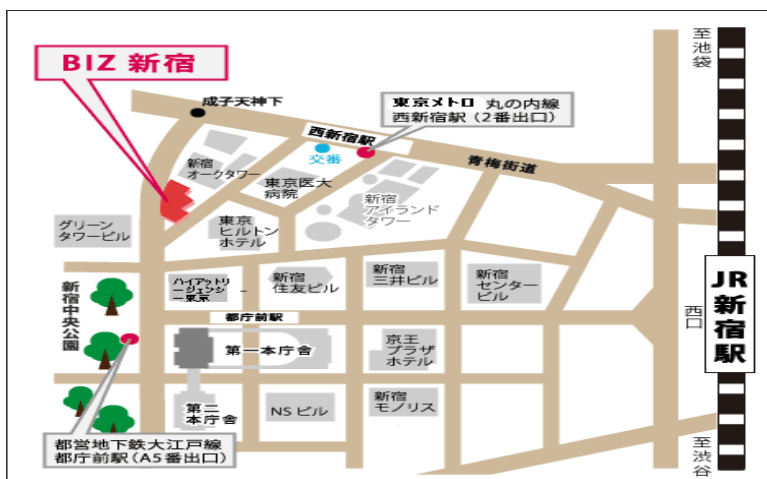 BIZ 新宿
成子天神下
東京メトロ 丸の内線
西新宿駅（2番出口）
西新宿駅
交番
青梅街道
至池袋
新宿
オークタワー
東京医大
病院
新宿
アイランド
タワー
グリーン
タワービル
東京
ヒルトン
ホテル
ハイアットリ
ージェンシ
ー東京
新宿
住友ビル
新宿
三井ビル
新宿
センター
ビル
JR新宿駅
西口
新宿中央公園
都庁前駅
第一本庁舎
京王
プラザ
ホテル
第二
本庁舎
NSビル
新宿
モノリス
都営地下鉄大江戸線
都庁前駅（A5番出口）
至渋谷